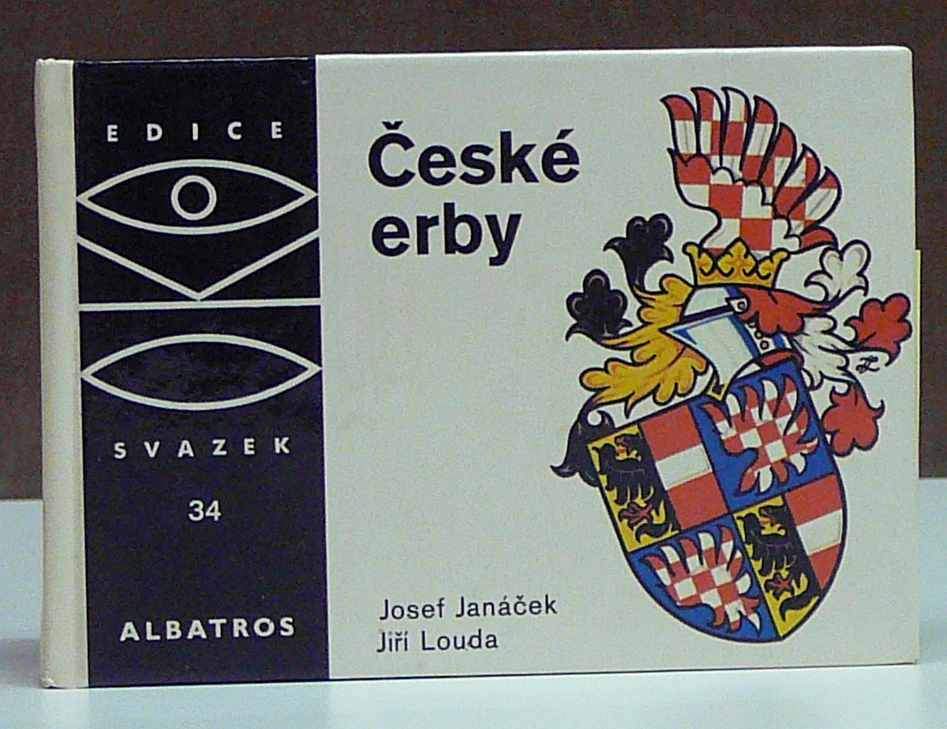 EDICE
SVAZEK
34
ALBATROS
České
erby
Josef Janáček
Jiří Louda